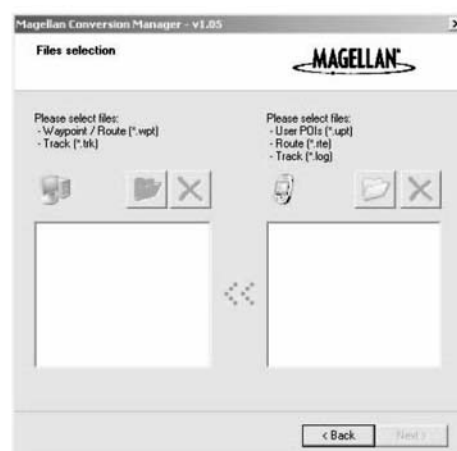 Magellan Conversion Manager - v1.05
Files selection
MAGELLAN
Please select files:
- Waypoint / Route (*.wpt)
- Track (*.trk)
Please select files:
- User POIs (*.upt)
- Route (*.rte)
- Track (*.log)
<<
< Back
Next >